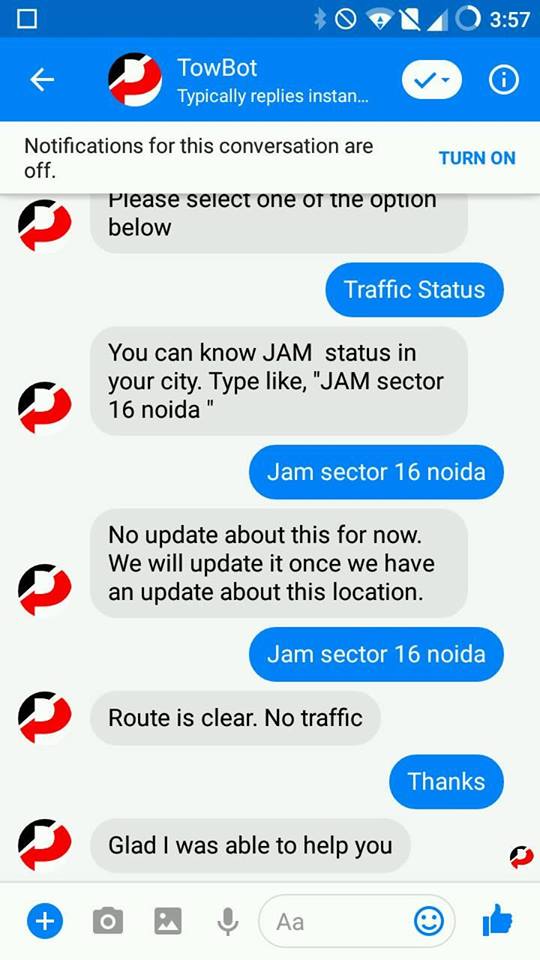 3:57
TowBot
Typically replies instan...
Notifications for this conversation are
off.
TURN ON
Please select one of the option
below
Traffic Status
You can know JAM  status in
your city. Type like, "JAM sector
16 noida "
Jam sector 16 noida
No update about this for now.
We will update it once we have
an update about this location.
Jam sector 16 noida
Route is clear. No traffic
Thanks
Glad I was able to help you
Aa